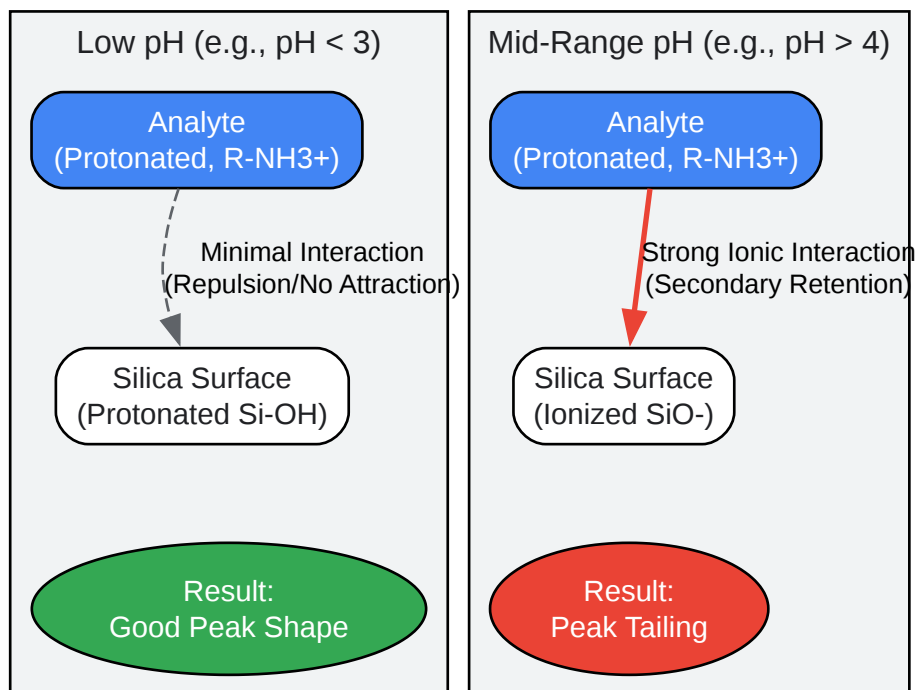 Low pH (e.g., pH < 3)
Analyte
(Protonated, R-NH3+)
Minimal Interaction
(Repulsion/No Attraction)
Silica Surface
(Protonated Si-OH)
Result:
Good Peak Shape
Mid-Range pH (e.g., pH > 4)
Analyte
(Protonated, R-NH3+)
Strong Ionic Interaction
(Secondary Retention)
Silica Surface
(Ionized SiO-)
Result:
Peak Tailing